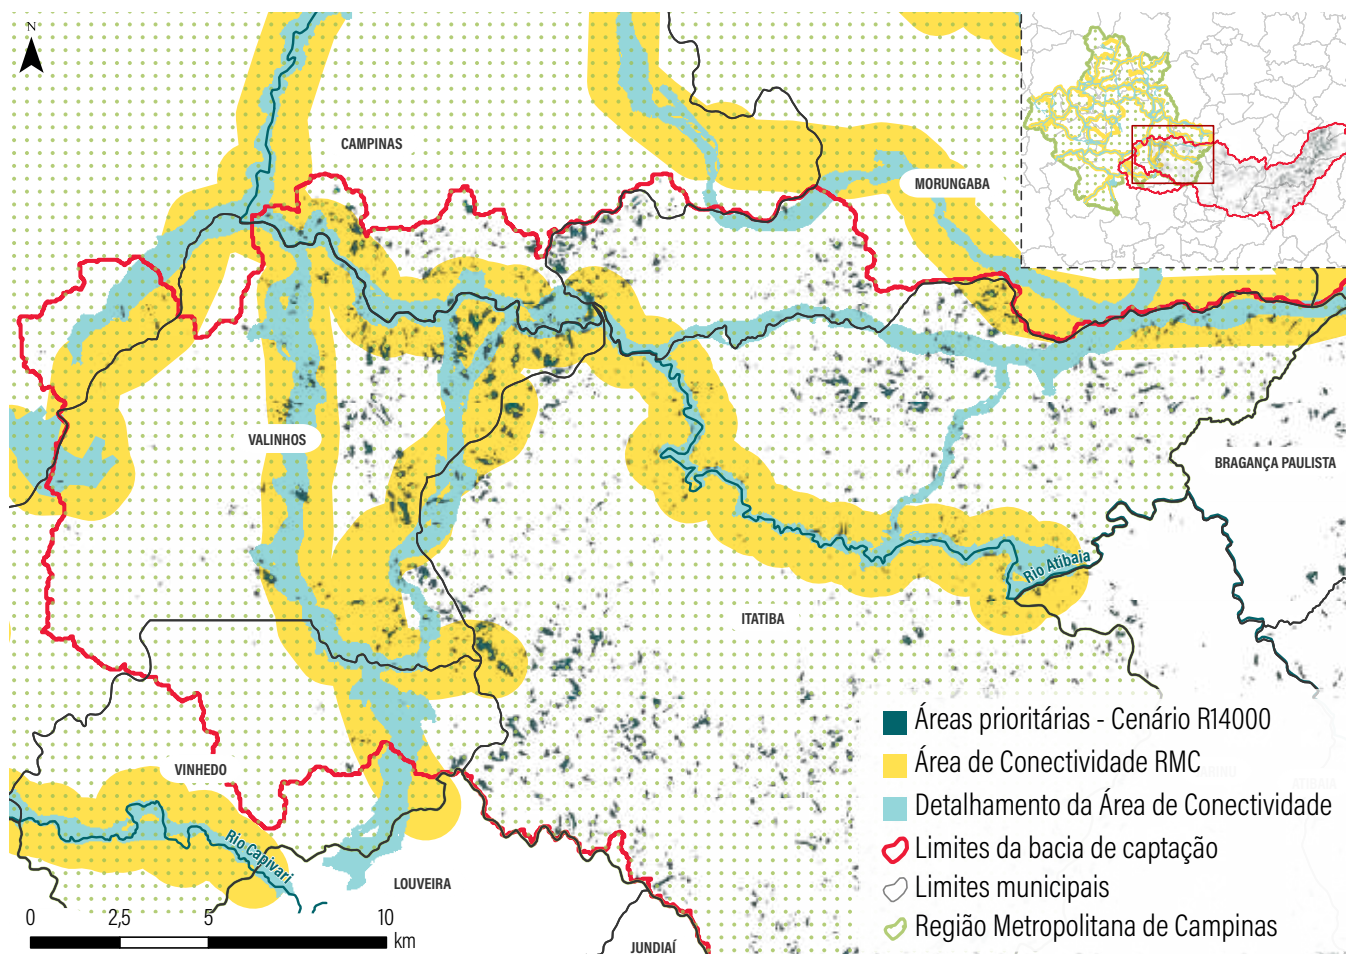 N
CAMPINAS
MORUNGABA
VALINHOS
BRAGANÇA PAULISTA
Rio Atibaia
ITATIBA
VINHEDO
Rio Capivari
LOUVEIRA
JUNDIAÍ
0 2,5 5 10
km
Áreas prioritárias - Cenário R14000
Área de Conectividade RMC
Detalhamento da Área de Conectividade
Limites da bacia de captação
Limites municipais
Região Metropolitana de Campinas